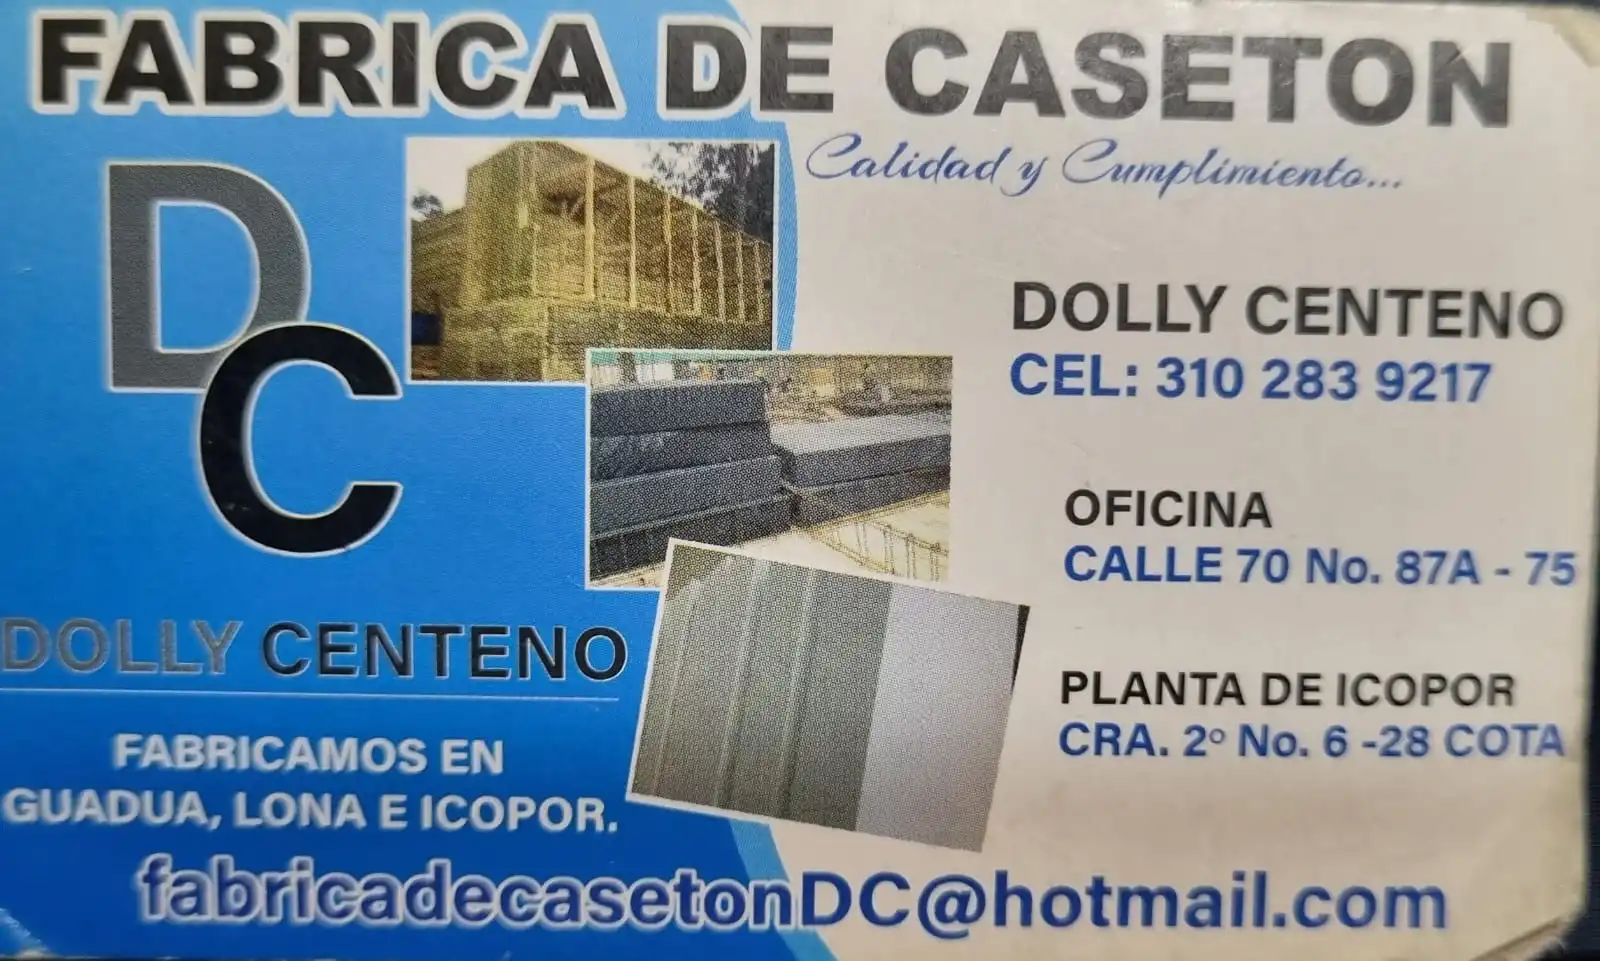 FABRICA DE CASETON
Calidad y Cumplimiento...
DC
DOLLY CENTENO
FABRICAMOS EN
GUADUA, LONA E ICOPOR.
DOLLY CENTENO
CEL: 310 283 9217
OFICINA
CALLE 70 No. 87A - 75
PLANTA DE ICOPOR
CRA. 2º No. 6 -28 COTA
fabricadecasetonDC@hotmail.com